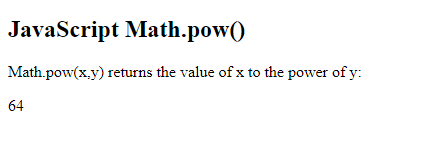 JavaScript Math.pow()
Math.pow(x,y) returns the value of x to the power of y:
64